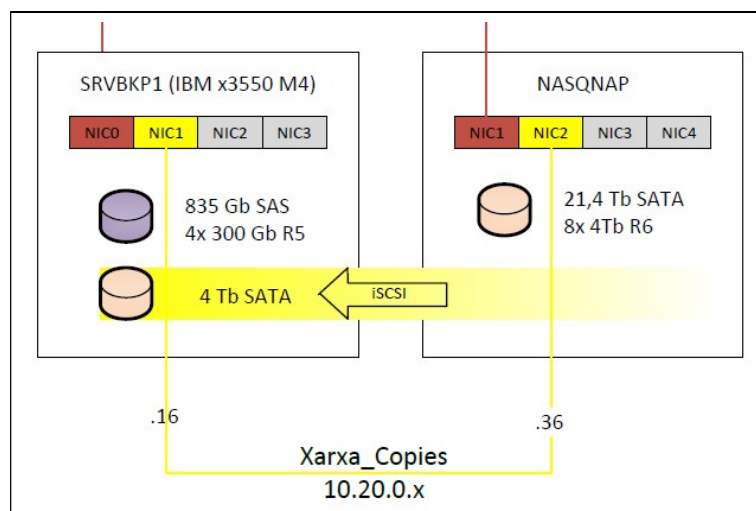 SRVBKP1 (IBM x3550 M4)
NIC0 NIC1 NIC2 NIC3
835 Gb SAS
4x 300 Gb R5
4 Tb SATA
iSCSI
NASQNAP
NIC1 NIC2 NIC3 NIC4
21,4 Tb SATA
8x 4Tb R6
.16
.36
Xarxa_Copies
10.20.0.x